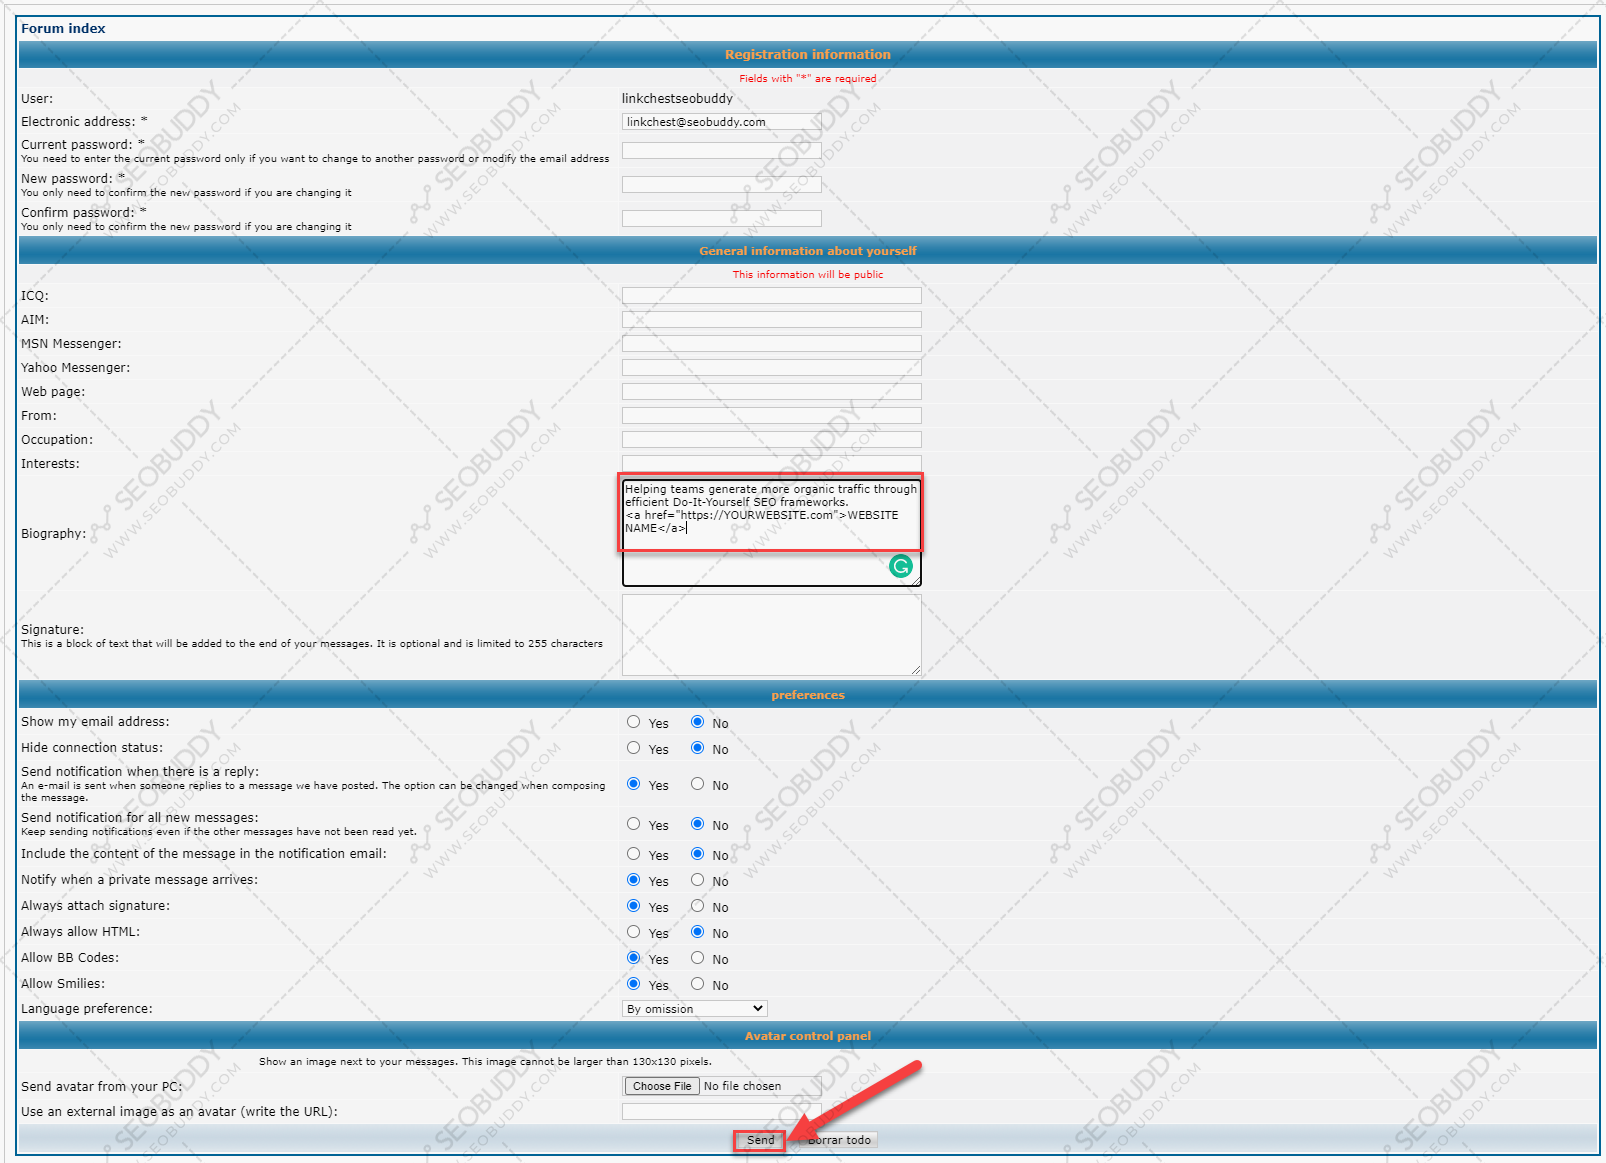 Forum index
Registration information
Fields with "*" are required
User: linkchestseobuddy
Electronic address: * linkchest@seobuddy.com
Current password: *
You need to enter the current password only if you want to change to another password or modify the email address
New password: *
You only need to confirm the new password if you are changing it
Confirm password: *
You only need to confirm the new password if you are changing it
General information about yourself
This information will be public
ICQ:
AIM:
MSN Messenger:
Yahoo Messenger:
Web page:
From:
Occupation:
Interests:
Biography:
Helping teams generate more organic traffic through
efficient Do-It-Yourself SEO frameworks.
<a href="https://YOURWEBSITE.com">WEBSITE
NAME</a>
Signature:
This is a block of text that will be added to the end of your messages. It is optional and is limited to 255 characters
preferences
Show my email address: Yes No
Hide connection status: Yes No
Send notification when there is a reply: Yes No
An e-mail is sent when someone replies to a message we have posted. The option can be changed when composing
the message.
Send notification for all new messages: Yes No
Keep sending notifications even if the other messages have not been read yet.
Include the content of the message in the notification email: Yes No
Notify when a private message arrives: Yes No
Always attach signature: Yes No
Always allow HTML: Yes No
Allow BB Codes: Yes No
Allow Smilies: Yes No
Language preference: By omission
Avatar control panel
Show an image next to your messages. This image cannot be larger than 130x130 pixels.
Send avatar from your PC: Choose File No file chosen
Use an external image as an avatar (write the URL):
Send Borrar todo
SEOBUDDY
WWW.SEOBUDDY.COM